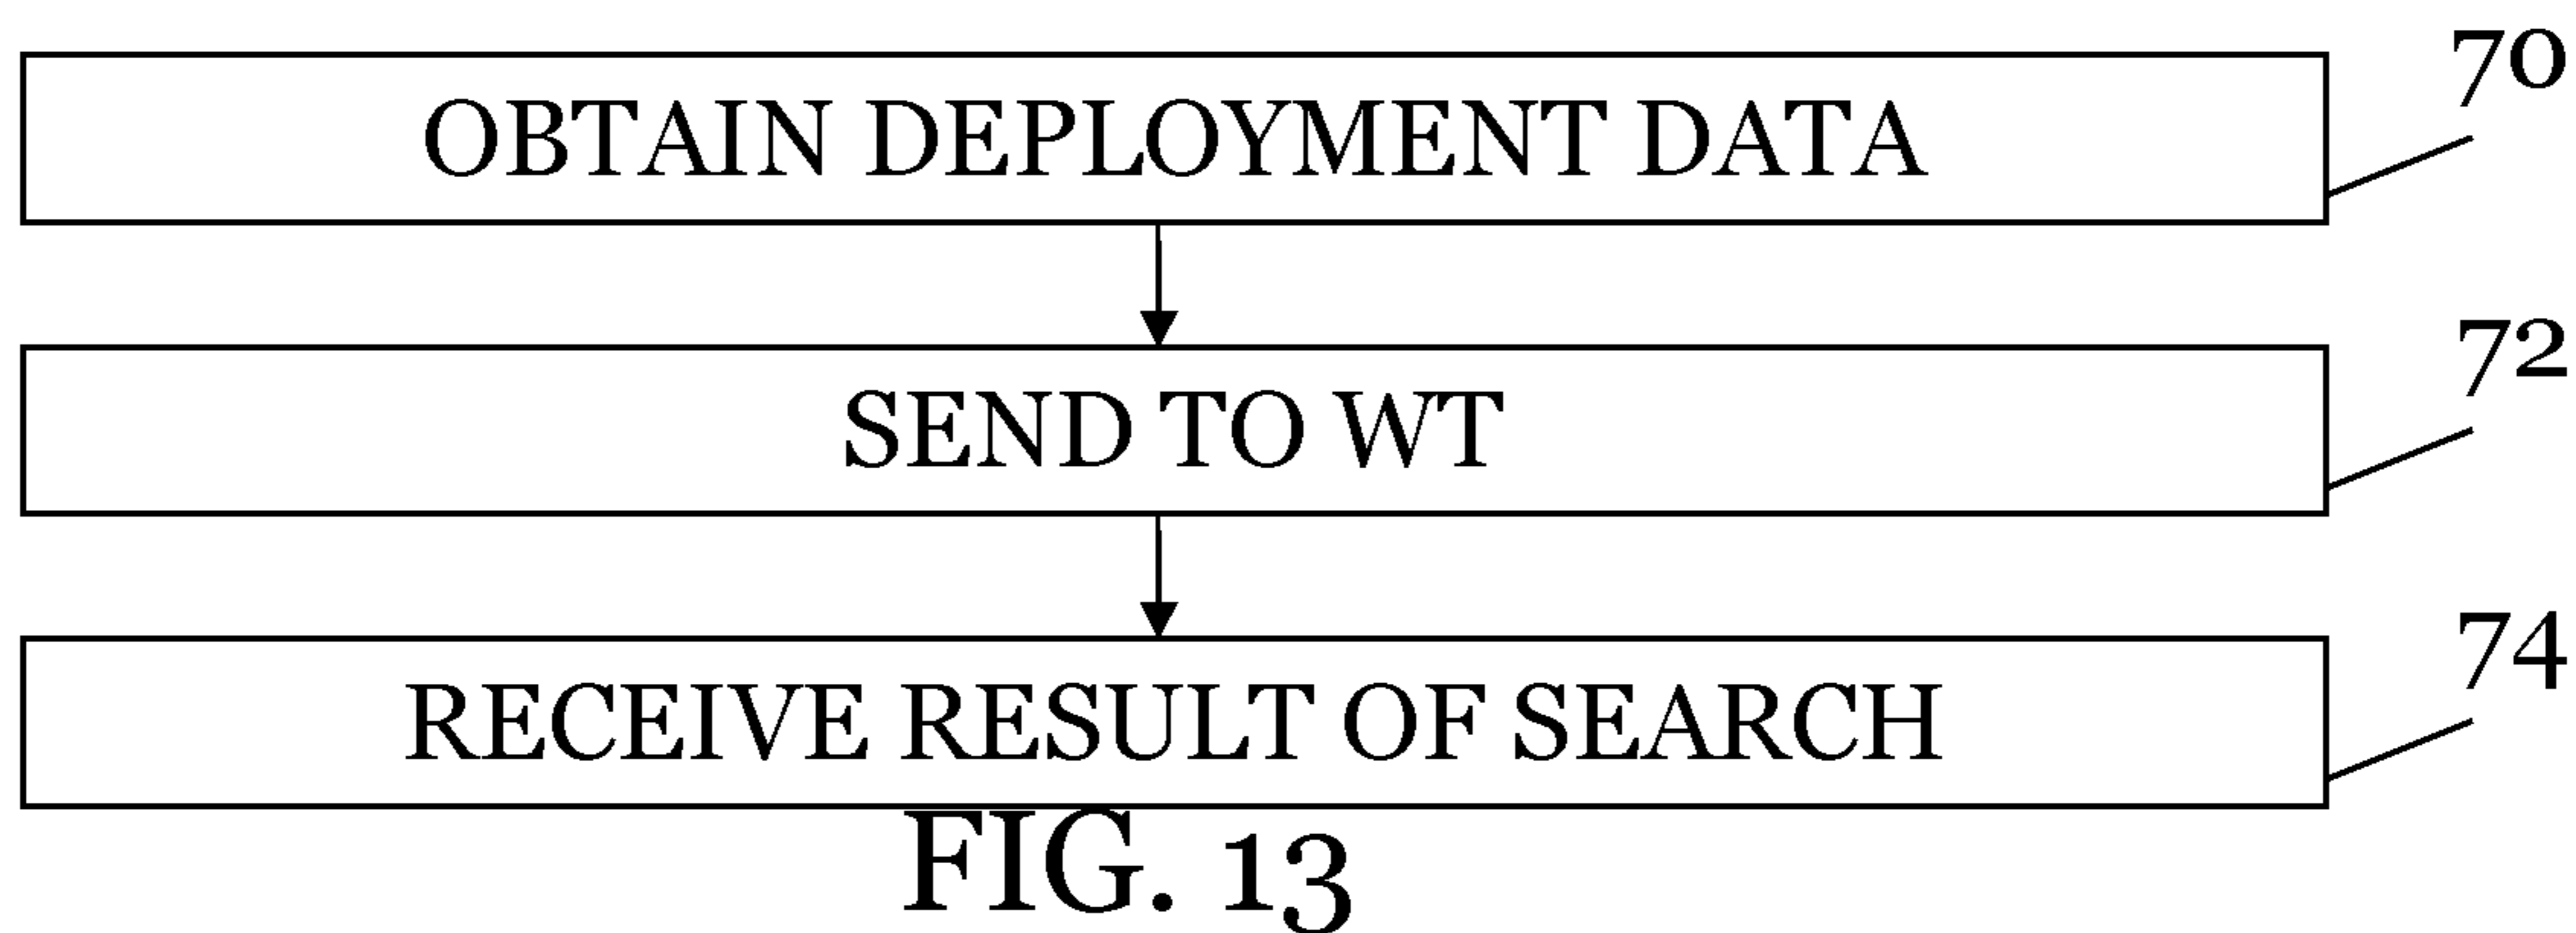 70
OBTAIN DEPLOYMENT DATA
72
SEND TO WT
74
RECEIVE RESULT OF SEARCH
FIG. 13